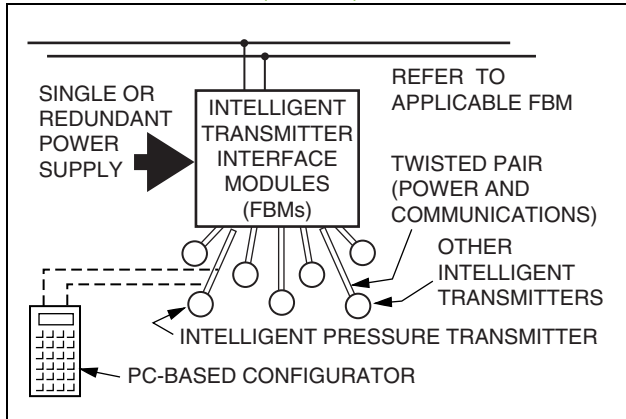 SINGLE OR
REDUNDANT
POWER
SUPPLY
INTELLIGENT
TRANSMITTER
INTERFACE
MODULES
(FBMs)
REFER TO
APPLICABLE FBM
TWISTED PAIR
(POWER AND
COMMUNICATIONS)
OTHER
INTELLIGENT
TRANSMITTERS
INTELLIGENT PRESSURE TRANSMITTER
PC-BASED CONFIGURATOR